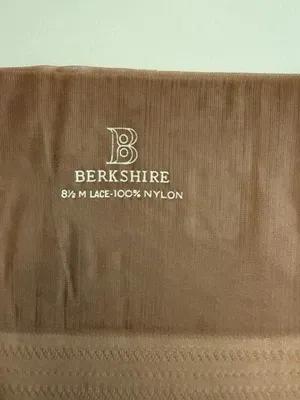 B
BERKSHIRE
8½ M LACE-100% NYLON